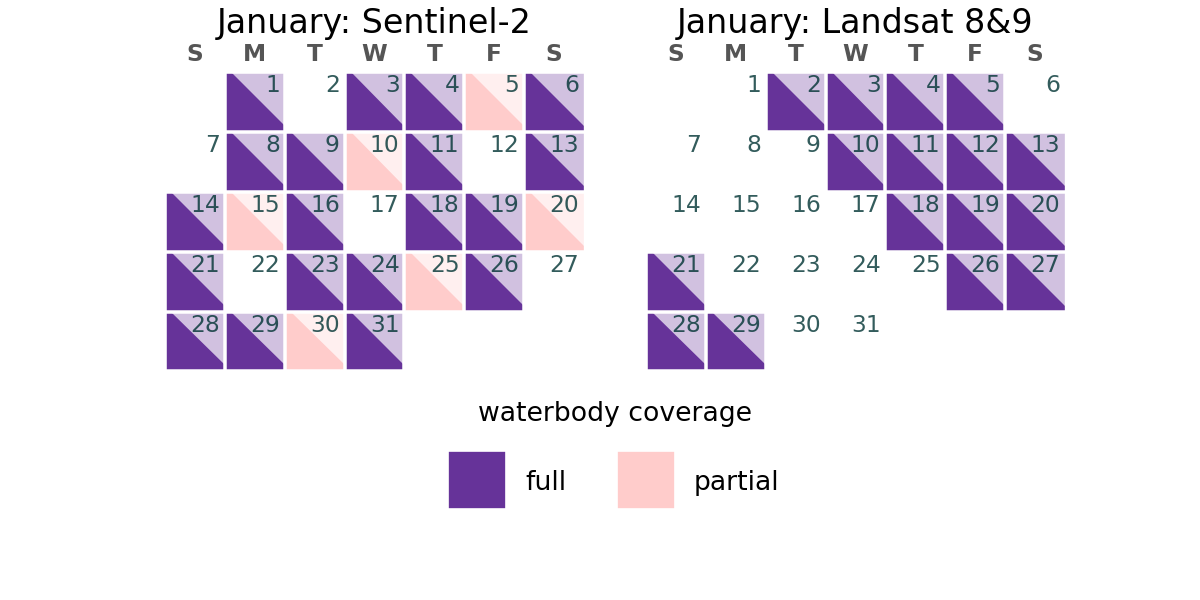 January: Sentinel-2
S M T W T F S
1 2 3 4 5 6
7 8 9 10 11 12 13
14 15 16 17 18 19 20
21 22 23 24 25 26 27
28 29 30 31
January: Landsat 8&9
S M T W T F S
1 2 3 4 5 6
7 8 9 10 11 12 13
14 15 16 17 18 19 20
21 22 23 24 25 26 27
28 29 30 31
waterbody coverage
full partial